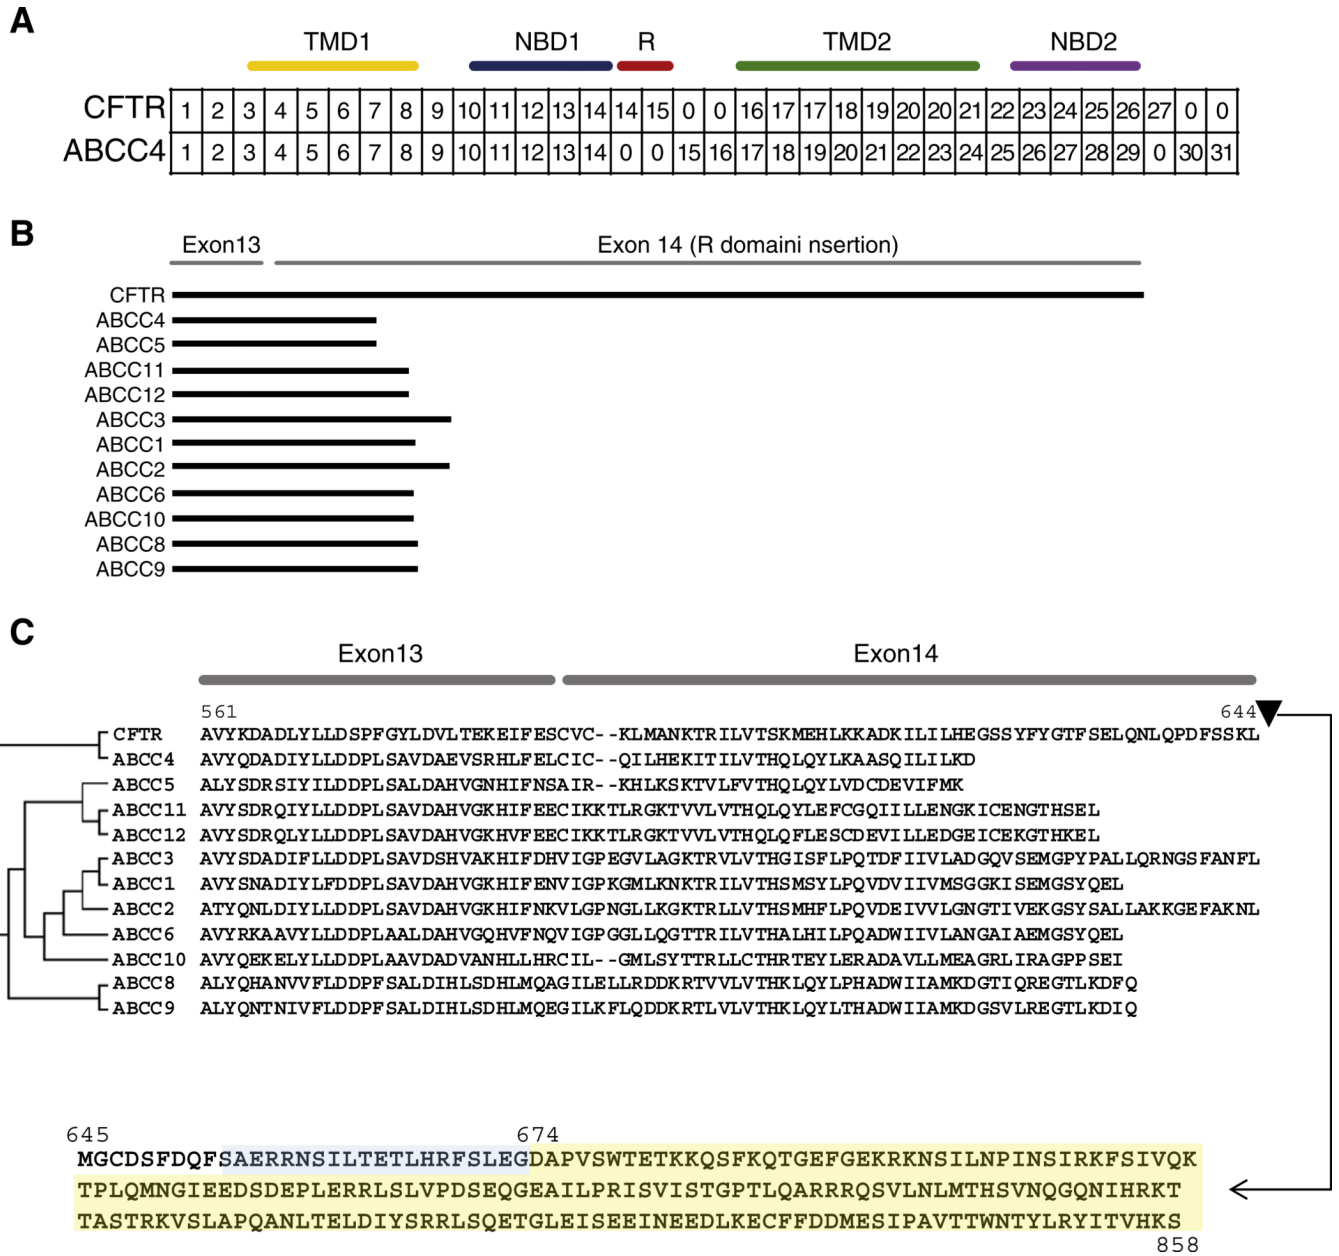 A
TMD1 NBD1 R TMD2 NBD2
CFTR 1 2 3 4 5 6 7 8 9 10 11 12 13 14 14 15 0 0 16 17 17 18 19 20 20 21 22 23 24 25 26 27 0 0
ABCC4 1 2 3 4 5 6 7 8 9 10 11 12 13 14 0 0 15 16 17 18 19 20 21 22 23 24 25 26 27 28 29 0 30 31
B
Exon13 Exon 14 (R domaini nsertion)
CFTR
ABCC4
ABCC5
ABCC11
ABCC12
ABCC3
ABCC1
ABCC2
ABCC6
ABCC10
ABCC8
ABCC9
C
Exon13 Exon14
561 644
CFTR AVYKDADLYLLDSPFGYLDVLTEKEIFESCVC--KLMANKTRILVTSKMEHLKKADKILILHEGSSYFYGTFSELQNLQPDFSSKL
ABCC4 AVYQDADIYLLDDPLSAVDAEVSRHLFELCIC--QILHEKITILVTHQLQYLKAASQILILKD
ABCC5 ALYSDRSIYILDDPLSALDAHVGNHIFNSAIR--KHLKSKTVLFVTHQLQYLVDCDEVIFMK
ABCC11 AVYSDRQIYLLDDPLSAVDAHVGKHIFEECIKKTLRGKTVVLVTHQLQYLEFCGQIILLENGKICENGTHSEL
ABCC12 AVYSDRQLYLLDDPLSAVDAHVGKHVFEECIKKTLRGKTVVLVTHQLQFLESCDEVILLEDGEICEKGTHKEL
ABCC3 AVYSDADIFLLDDPLSAVDSHVAKHIFDHVIGPEGVLAGKTRVLVTHGISFLPQTDFIIVLADGQVSEMGPYPALLQRNGSFANFL
ABCC1 AVYSNADIYLFDDPLSAVDAHVGKHIFENVIGPKGMLKNKTRILVTHSMSYLPQVDVIIVMSGGKISEMGSYQEL
ABCC2 ATYQNLDIYLLDDPLSAVDAHVGKHIFNKVLGPNGLLKGKTRLLVTHSMHFLPQVDEIVVLGNGTIVEKGSYSALLAKKGEFAKNL
ABCC6 AVYRKAAVYLLDDPLAALDAHVGQHVFNQVIGPGGLLQGTTRILVTHALHILPQADWIIVLANGAIAEMGSYQEL
ABCC10 AVYQEKELYLLDDPLAAVDADVANHLLHRCIL--GMLSYTTRLLCTHRTEYLERADAVLLMEAGRLIRAGPPSEI
ABCC8 ALYQHANVVFLDDPFSALDIHLSDHLMQAGILELLRDDKRTVVLVTHKLQYLPHADWIIAMKDGTIQREGTLKDFQ
ABCC9 ALYQNTNIVFLDDPFSALDIHLSDHLMQEGILKFLQDDKRTLVLVTHKLQYLTHADWIIAMKDGSVLREGTLKDIQ
645 674
MGCDSFDQFSAERRNSILTETLHRFSLEGDAPVSWTETKKQSFKQTGEFGEKRKNSILNPINSIRKFSIVQK
TPLQMNGIEEDSDEPLERRLSLVPDSEQGEAILPRISVISTGPTLQARRRQSVLNLMTHSVNQGQNIHRKT
TASTRKVSLAPQANLTELDIYSRRLSQETGLEISEEINEEDLKECFFDDMESIPAVTTWNTYLRYITVHKS
858